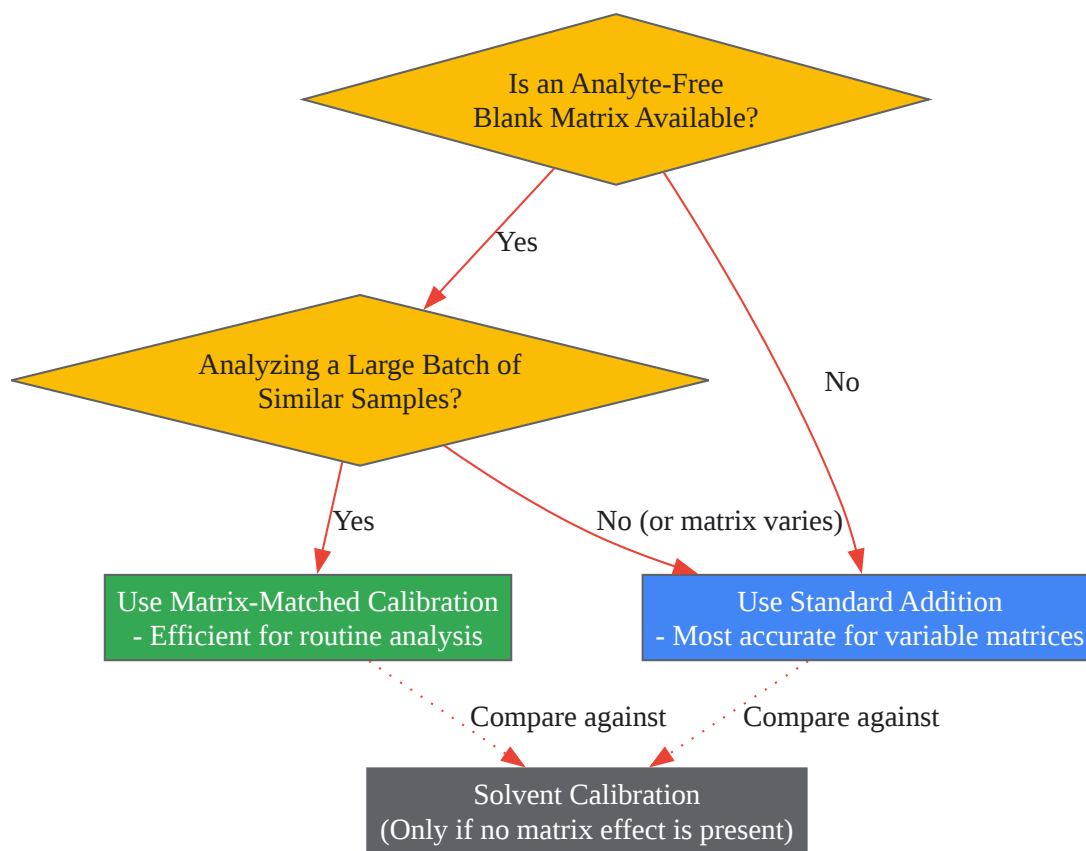 Is an Analyte-Free
Blank Matrix Available?
Yes
No
Analyzing a Large Batch of
Similar Samples?
Yes
No (or matrix varies)
Use Matrix-Matched Calibration
- Efficient for routine analysis
Use Standard Addition
- Most accurate for variable matrices
Compare against
Compare against
Solvent Calibration
(Only if no matrix effect is present)